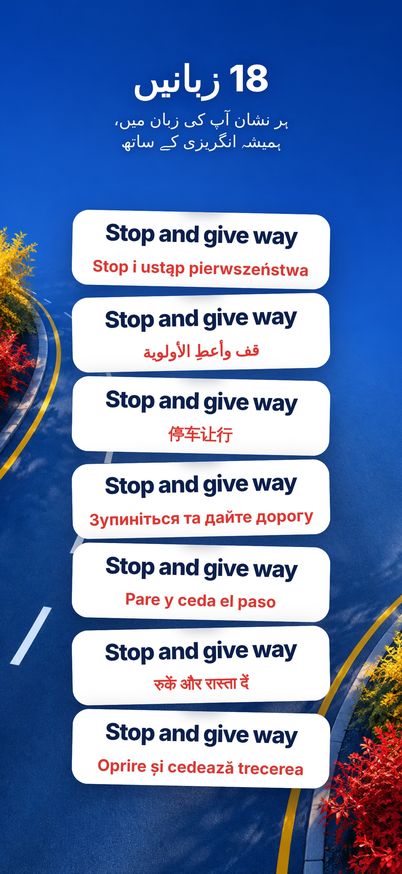 18 زبانیں
ہر نشان آپ کی زبان میں،
ہمیشہ انگریزی کے ساتھ
Stop and give way
Stop i ustąp pierwszeństwa
Stop and give way
قف وأعطِ الأولوية
Stop and give way
停车让行
Stop and give way
Зупиніться та дайте дорогу
Stop and give way
Pare y ceda el paso
Stop and give way
रुकें और रास्ता दें
Stop and give way
Oprire și cedează trecerea